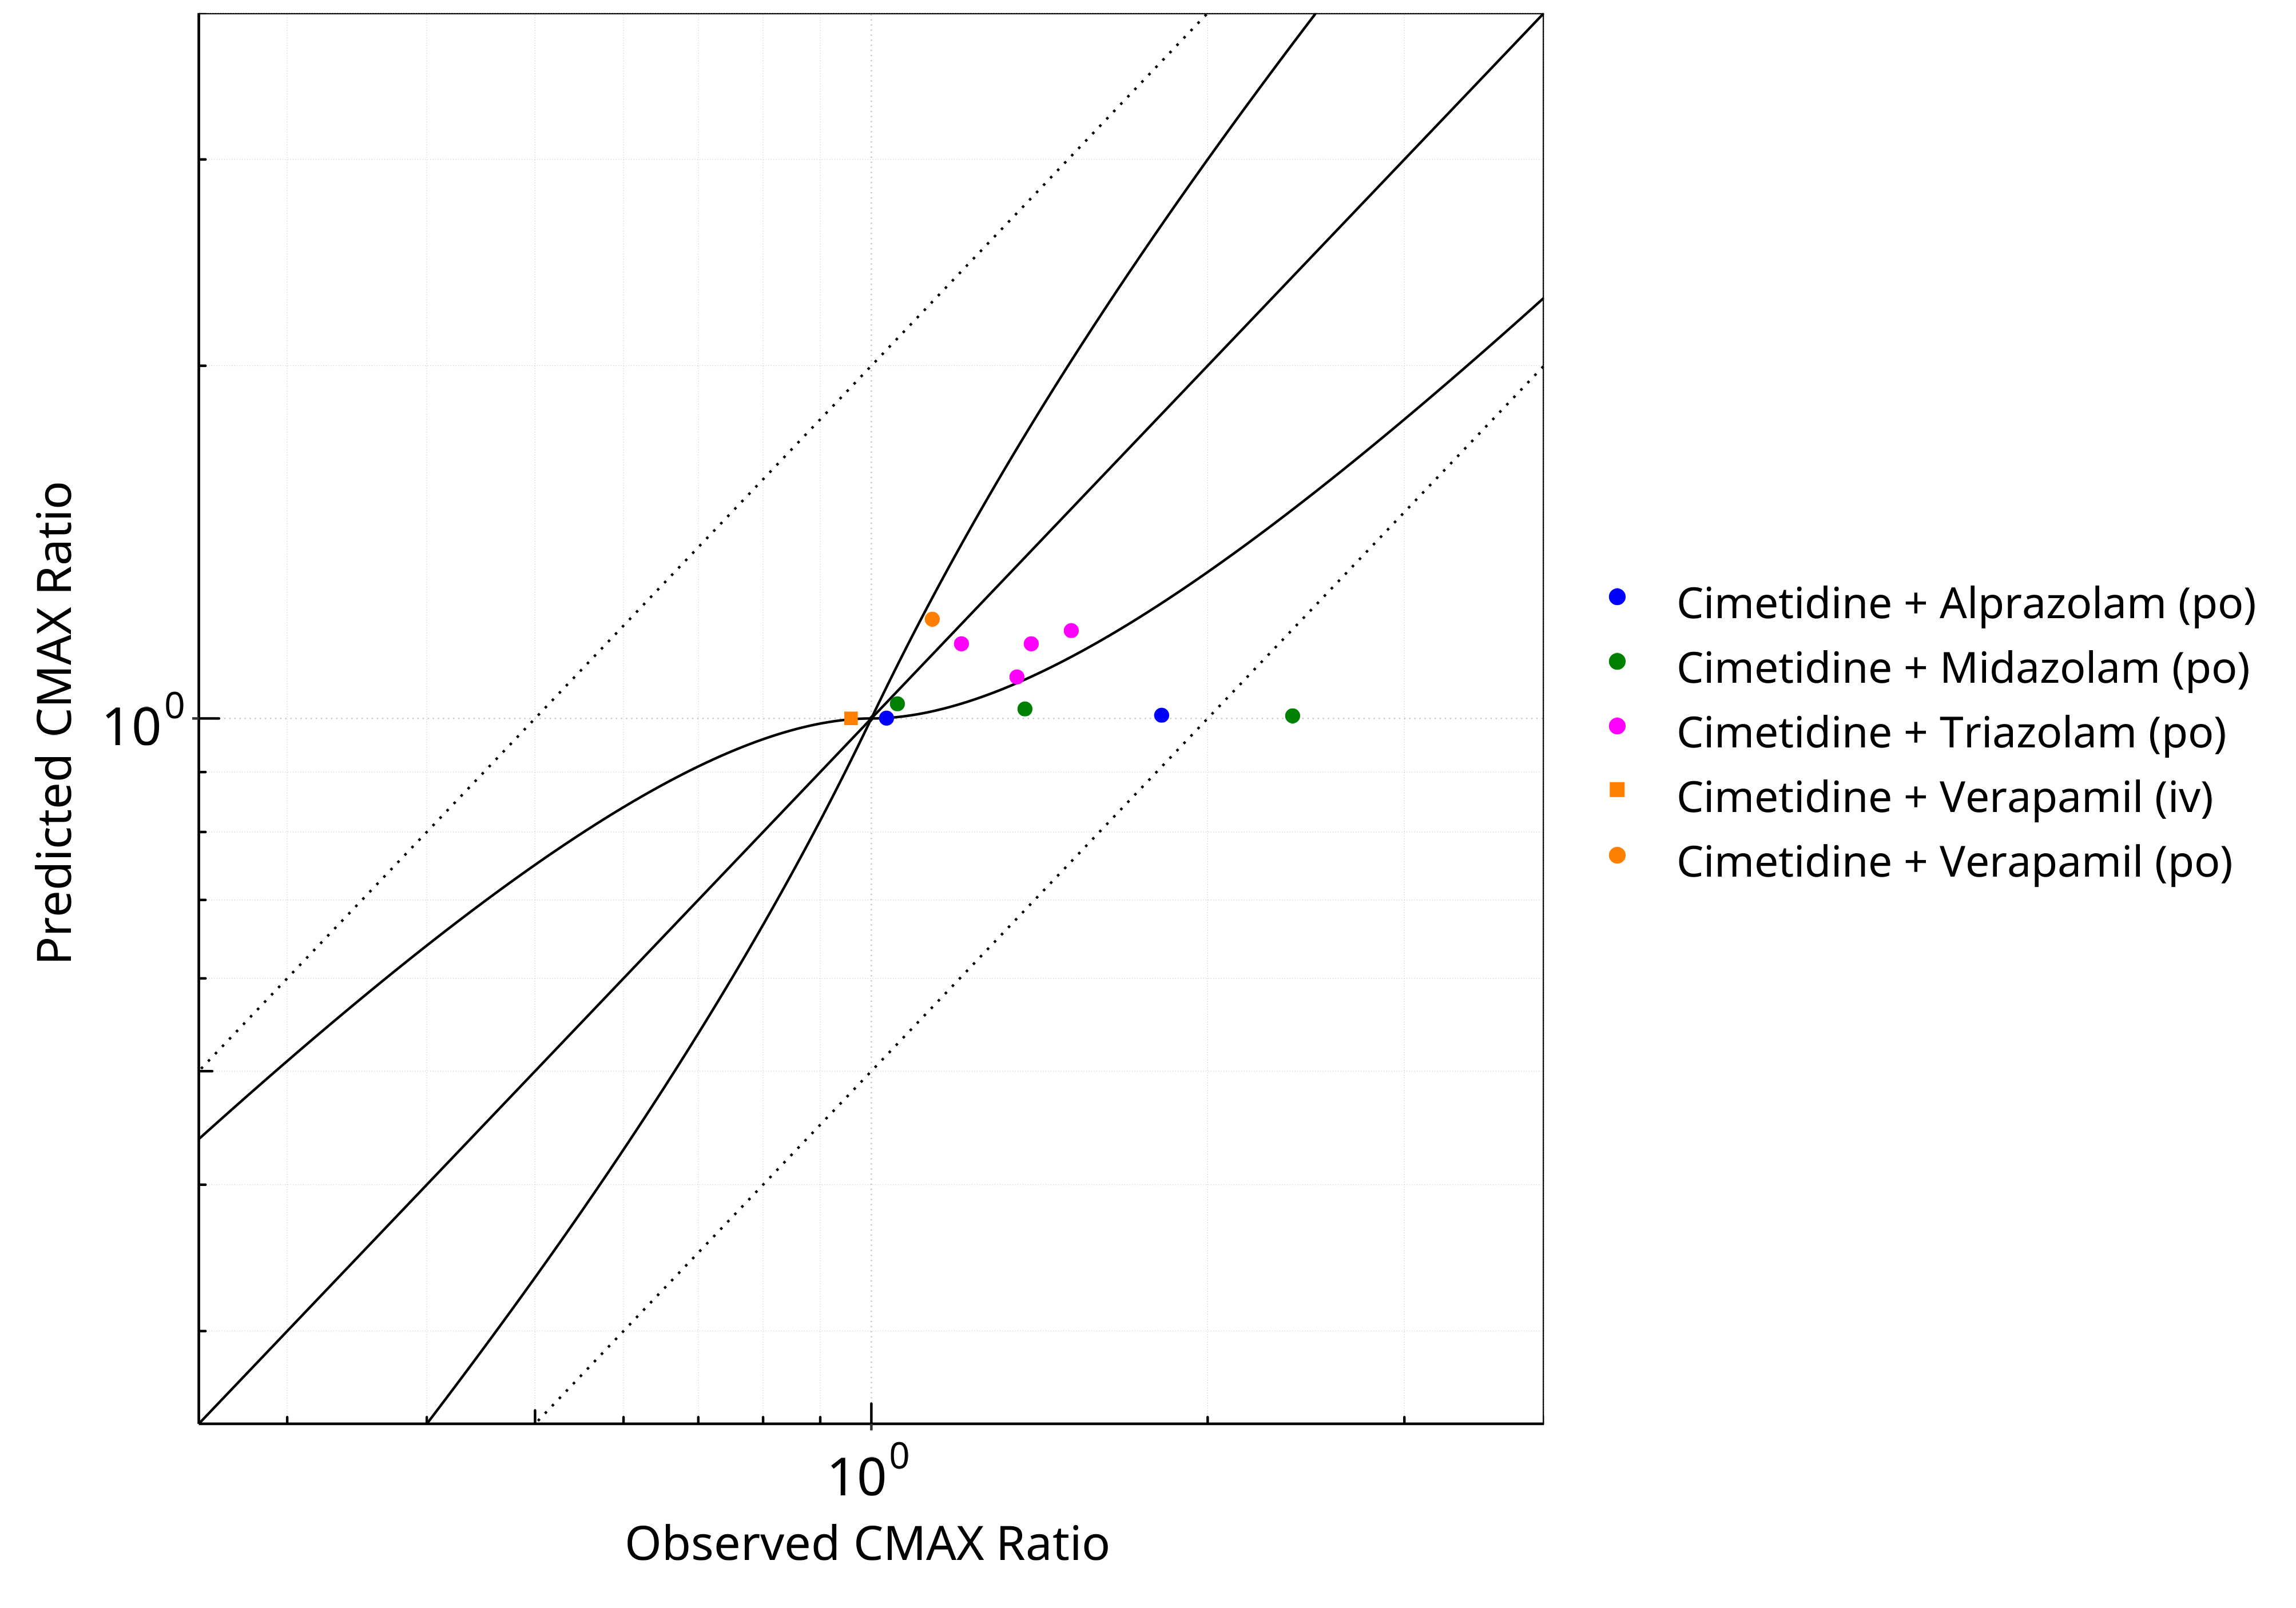 Predicted CMAX Ratio
10^0
10^0
Observed CMAX Ratio
Cimetidine + Alprazolam (po)
Cimetidine + Midazolam (po)
Cimetidine + Triazolam (po)
Cimetidine + Verapamil (iv)
Cimetidine + Verapamil (po)